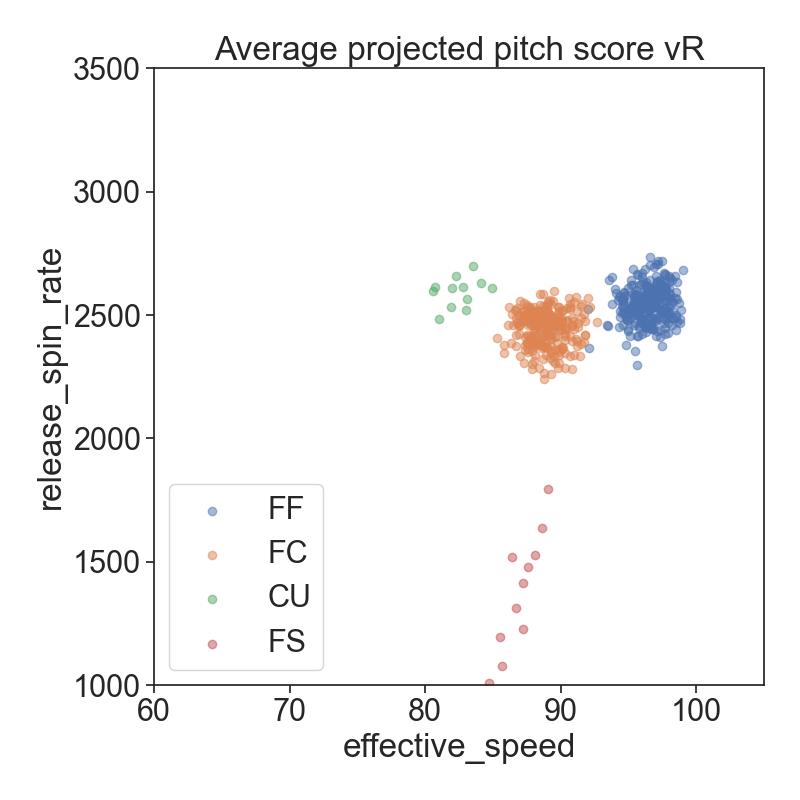 Average projected pitch score vR
3500
3000
2500
2000
1500
1000
release_spin_rate
FF
FC
CU
FS
60
70
80
90
100
effective_speed